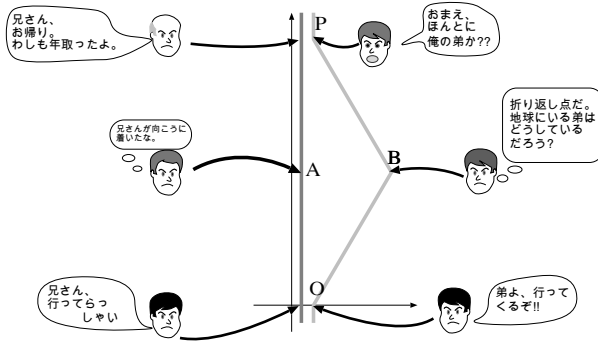 兄さん、
お帰り。
わしも年取ったよ。
P
おまえ、
ほんとに
俺の弟か??
兄さんが向こうに
着いたな。
A
B
折り返し点だ。
地球にいる弟は
どうしている
だろう?
兄さん、
行ってらっ
しゃい
O
弟よ、行って
くるぞ!!